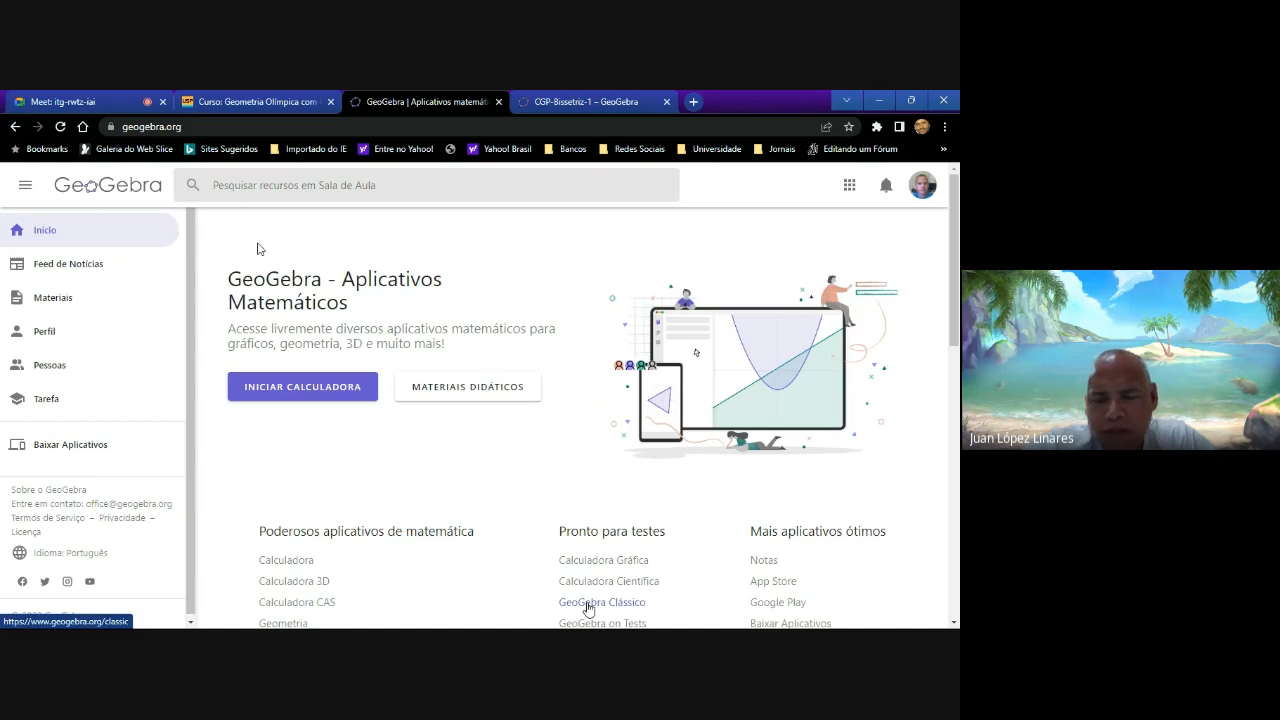 Meet: itg-rwtz-iai
Curso: Geometria Olímpica com
GeoGebra | Aplicativos matemát
CGP-Bissetriz-1 – GeoGebra
geogebra.org
Bookmarks
Galeria do Web Slice
Sites Sugeridos
Importado do IE
Entre no Yahoo!
Yahoo! Brasil
Bancos
Redes Sociais
Universidade
Jornais
Editando um Fórum
»
GeoGebra
Pesquisar recursos em Sala de Aula
Início
Feed de Notícias
Materiais
Perfil
Pessoas
Tarefa
Baixar Aplicativos
Sobre o GeoGebra
Entre em contato: office@geogebra.org
Termos de Serviço – Privacidade –
Licença
Idioma: Português
https://www.geogebra.org/classic
GeoGebra - Aplicativos
Matemáticos
Acesse livremente diversos aplicativos matemáticos para
gráficos, geometria, 3D e muito mais!
INICIAR CALCULADORA
MATERIAIS DIDÁTICOS
Poderosos aplicativos de matemática
Calculadora
Calculadora 3D
Calculadora CAS
Geometria
Pronto para testes
Calculadora Gráfica
Calculadora Científica
GeoGebra Clássico
GeoGebra on Tests
Mais aplicativos ótimos
Notas
App Store
Google Play
Baixar Aplicativos
Juan López Linares